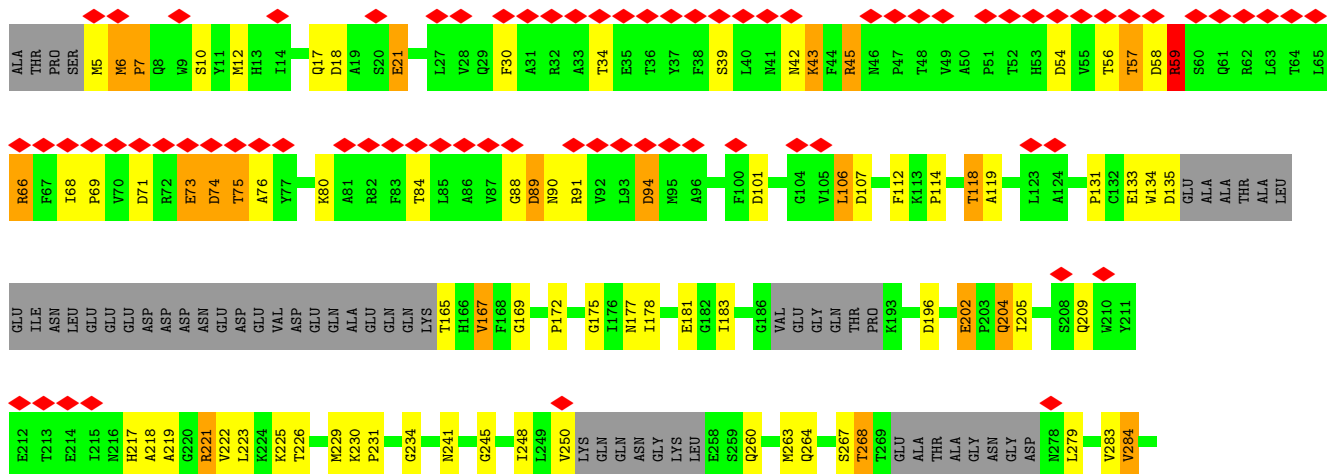 ALA THR PRO SER M5 M6 P7 Q8 W9 S10 Y11 M12 H13 I14 Q17 D18 A19 S20 E21 L27 V28 Q29 F30 A31 R32 A33 T34 E35 T36 Y37 F38 S39 L40 N41 N42 K43 F44 R45 N46 P47 T48 V49 A50 P51 T52 H53 D54 V55 T56 T57 D58 R59 S60 Q61 R62 L63 T64 L65
R66 F67 I68 P69 V70 D71 R72 E73 D74 T75 A76 Y77 K80 A81 R82 F83 T84 L85 A86 V87 G88 D89 N90 R91 V92 L93 D94 M95 A96 F100 D101 G104 V105 L106 D107 F112 K113 P114 T118 A119 L123 A124 P131 C132 E133 W134 D135 GLU ALA ALA THR ALA LEU
GLU ILE ASN LEU GLU GLU GLU ASP ASP ASP ASN GLU ASP GLU VAL ASP GLU GLN ALA GLU GLN GLN LYS T165 H166 V167 F168 G169 P172 G175 I176 N177 I178 E181 G182 I183 G186 VAL GLU GLY GLN THR PRO K193 D196 E202 P203 Q204 I205 S208 Q209 W210 Y211
E212 T213 E214 I215 N216 H217 A218 A219 G220 R221 V222 L223 K224 K225 T226 M229 K230 P231 G234 N241 G245 I248 L249 V250 LYS GLN GLN ASN GLY LYS LEU E258 S259 Q260 M263 Q264 S267 T268 T269 GLU ALA THR ALA GLY ASN GLY ASP N278 L279 V283 V284